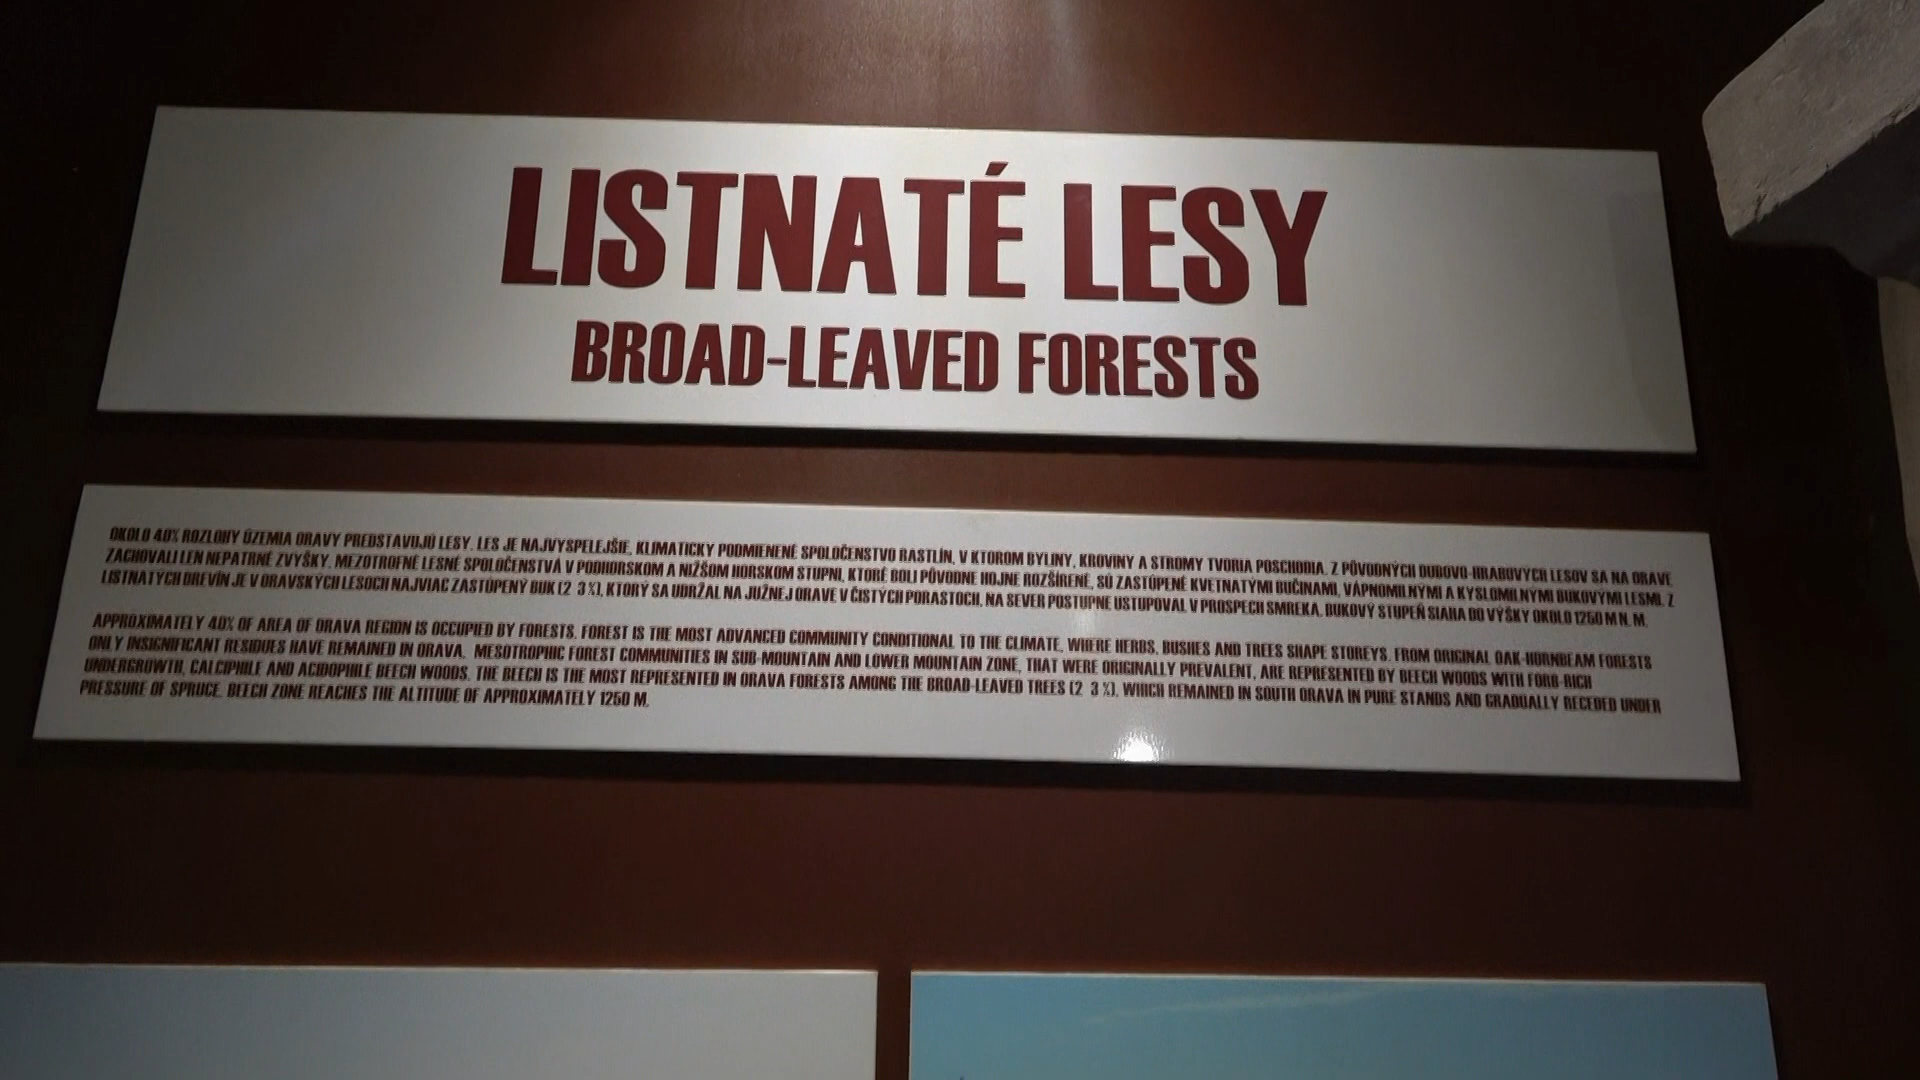 LISTNATÉ LESY
BROAD-LEAVED FORESTS
OKOLO 40% ROZLOHY ÚZEMIA ORAVY PREDSTAVUJÚ LESY. LES JE NAJVYSPELEJŠIE, KLIMATICKY PODMIENENÉ SPOLOČENSTVO RASTLÍN, V KTOROM BYLINY, KROVINY A STROMY TVORIA POSCHODIA. Z PÔVODNÝCH DUBOVO-HRABOVÝCH LESOV SA NA ORAVE
ZACHOVALI LEN NEPATRNÉ ZVYŠKY. MEZOTROFNÉ LESNÉ SPOLOČENSTVÁ V PODHORSKOM A NIŽŠOM HORSKOM STUPNI, KTORÉ BOLI PÔVODNE HOJNE ROZŠÍRENÉ, SÚ ZASTÚPENÉ KVETNATÝMI BUČINAMI, VÁPNOMILNÝMI A KYSLOMILNÝMI BUKOVÝMI LESMI. Z
LISTNATÝCH DREVÍN JE V ORAVSKÝCH LESOCH NAJVIAC ZASTÚPENÝ BUK (2 3 %), KTORÝ SA UDRŽAL NA JUŽNEJ ORAVE V ČISTÝCH PORASTOCH, NA SEVER POSTUPNE USTUPOVAL V PROSPECH SMREKA. BUKOVÝ STUPEŇ SIAHA DO VÝŠKY OKOLO 1250 M N. M.
APPROXIMATELY 40% OF AREA OF ORAVA REGION IS OCCUPIED BY FORESTS. FOREST IS THE MOST ADVANCED COMMUNITY CONDITIONAL TO THE CLIMATE, WHERE HERBS, BUSHES AND TREES SHAPE STOREYS. FROM ORIGINAL OAK-HORNBEAM FORESTS
ONLY INSIGNIFICANT RESIDUES HAVE REMAINED IN ORAVA. MESOTROPHIC FOREST COMMUNITIES IN SUB-MOUNTAIN AND LOWER MOUNTAIN ZONE, THAT WERE ORIGINALLY PREVALENT, ARE REPRESENTED BY BEECH WOODS WITH FORB-RICH
UNDERGROWTH, CALCIPHILE AND ACIDOPHILE BEECH WOODS. THE BEECH IS THE MOST REPRESENTED IN ORAVA FORESTS AMONG THE BROAD-LEAVED TREES (2 3 %), WHICH REMAINED IN SOUTH ORAVA IN PURE STANDS AND GRADUALLY RECEDED UNDER
PRESSURE OF SPRUCE. BEECH ZONE REACHES THE ALTITUDE OF APPROXIMATELY 1250 M.